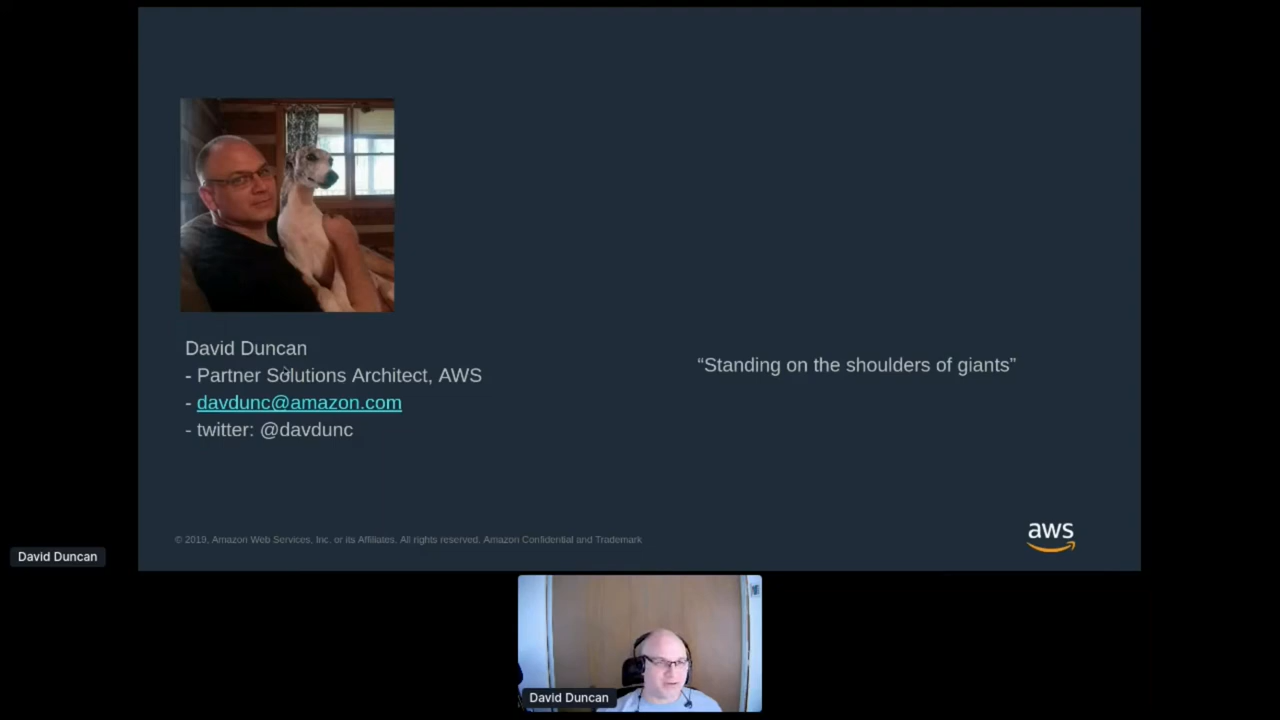 David Duncan
- Partner Solutions Architect, AWS
- davdunc@amazon.com
- twitter: @davdunc
“Standing on the shoulders of giants”
© 2019, Amazon Web Services, Inc. or its Affiliates. All rights reserved. Amazon Confidential and Trademark
aws
David Duncan
David Duncan